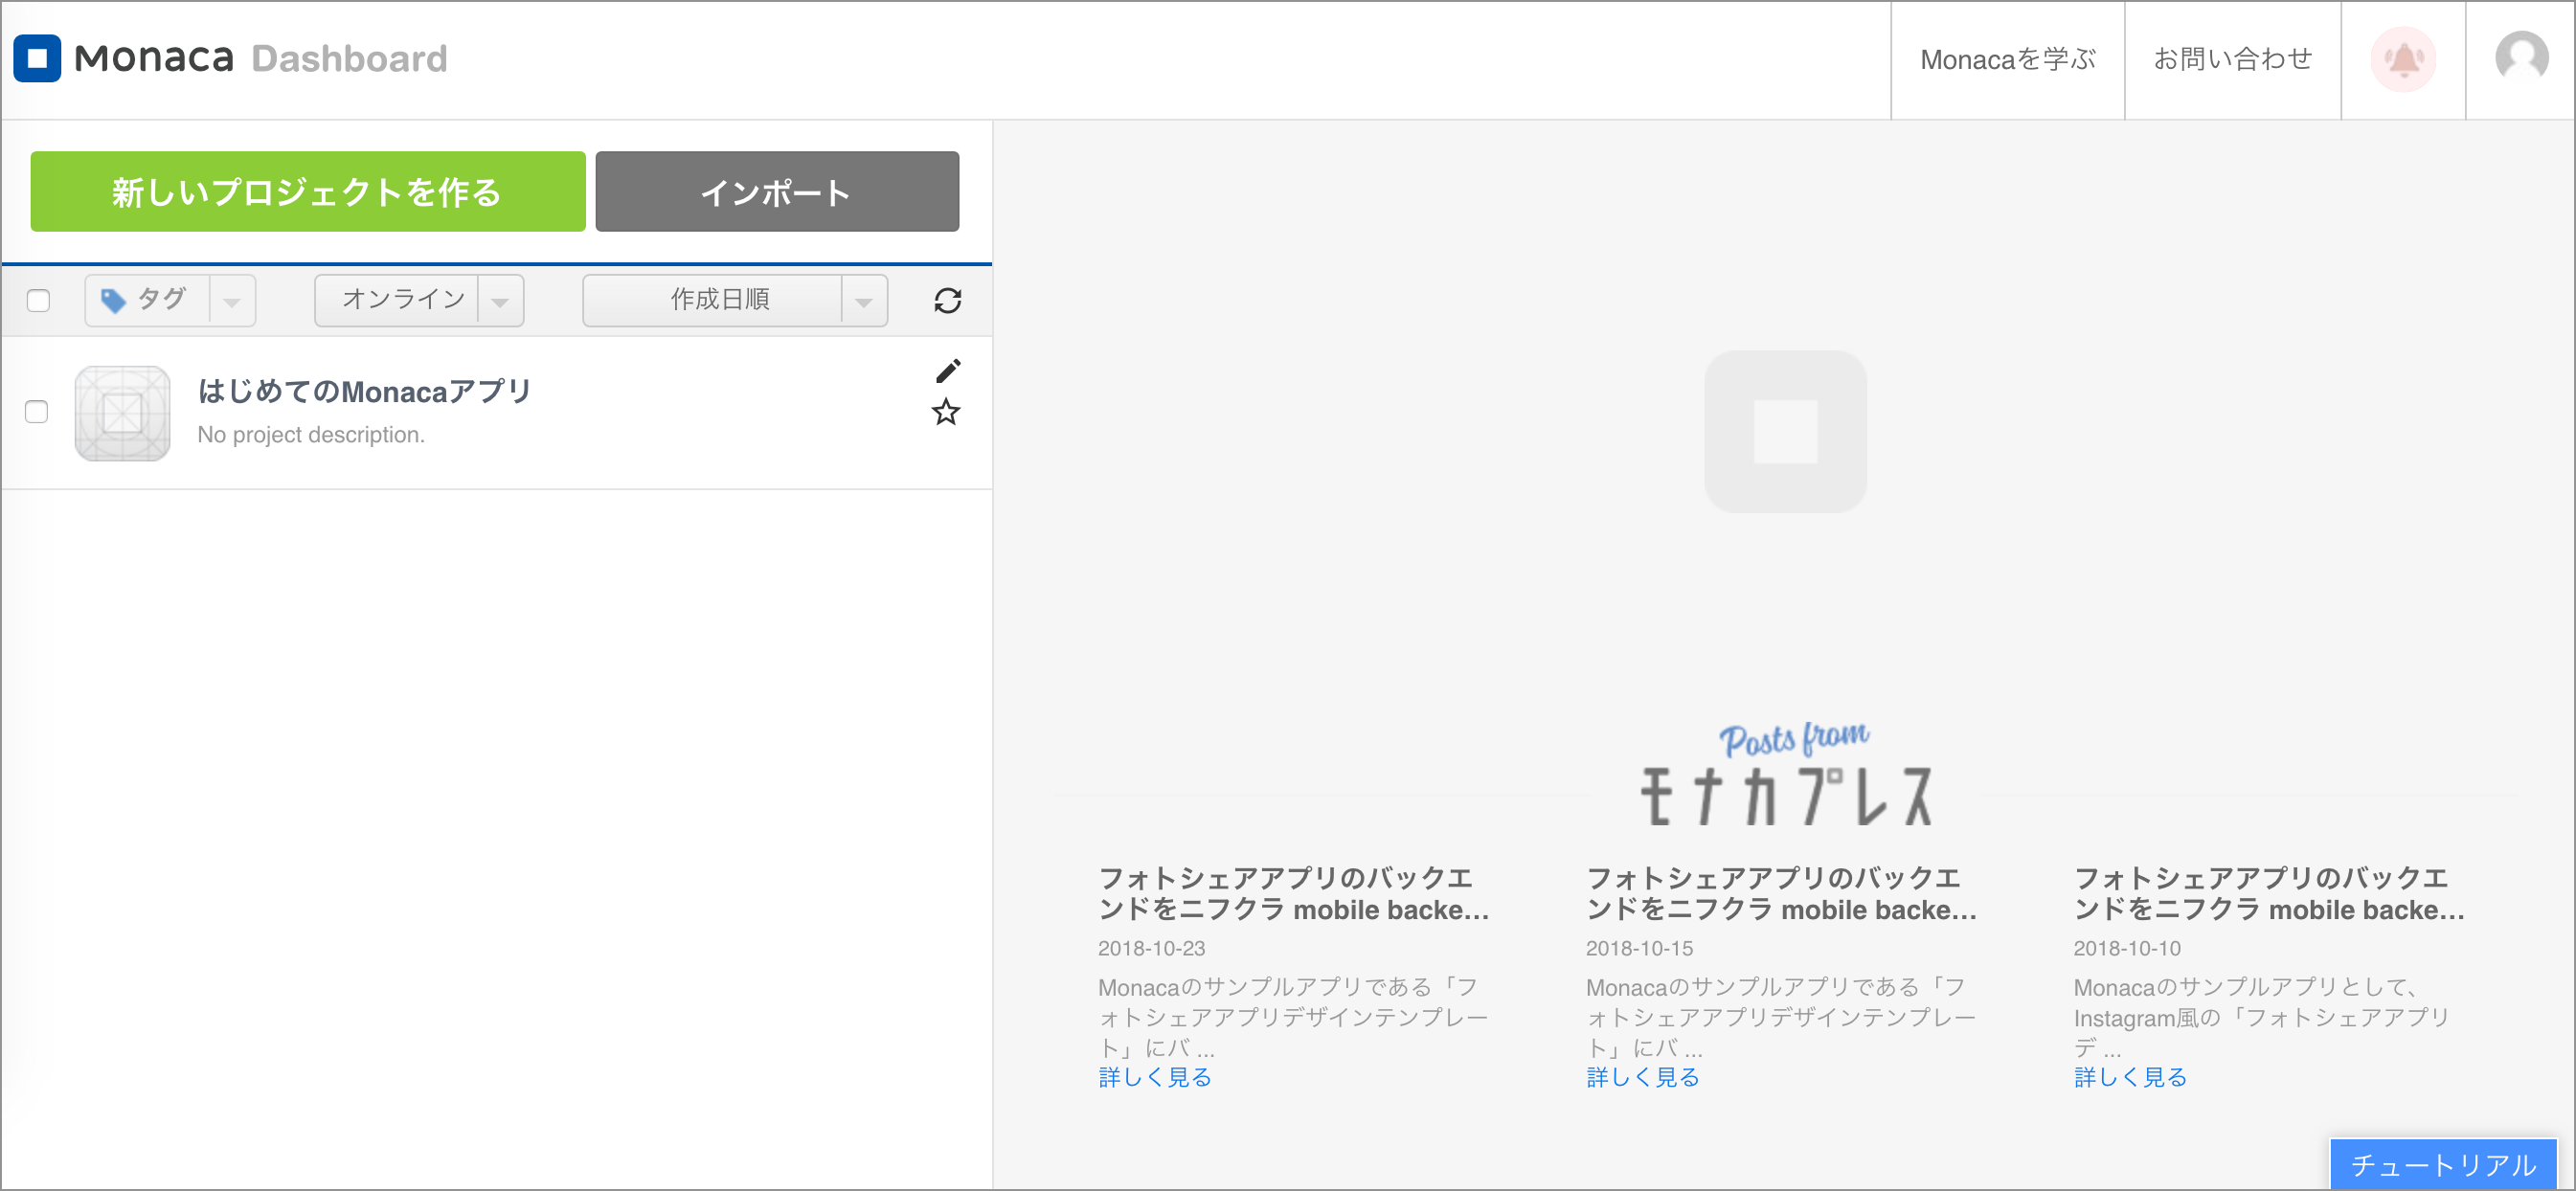 Monaca Dashboard
Monacaを学ぶ
お問い合わせ
新しいプロジェクトを作る
インポート
タグ
オンライン
作成日順
はじめてのMonacaアプリ
No project description.
Posts from
モナカプレス
フォトシェアアプリのバックエ
ンドをニフクラ mobile backe...
2018-10-23
Monacaのサンプルアプリである「フ
ォトシェアアプリデザインテンプレー
ト」にバ ...
詳しく見る
フォトシェアアプリのバックエ
ンドをニフクラ mobile backe...
2018-10-15
Monacaのサンプルアプリである「フ
ォトシェアアプリデザインテンプレー
ト」にバ ...
詳しく見る
フォトシェアアプリのバックエ
ンドをニフクラ mobile backe...
2018-10-10
Monacaのサンプルアプリとして、
Instagram風の「フォトシェアアプリ
デ ...
詳しく見る
チュートリアル